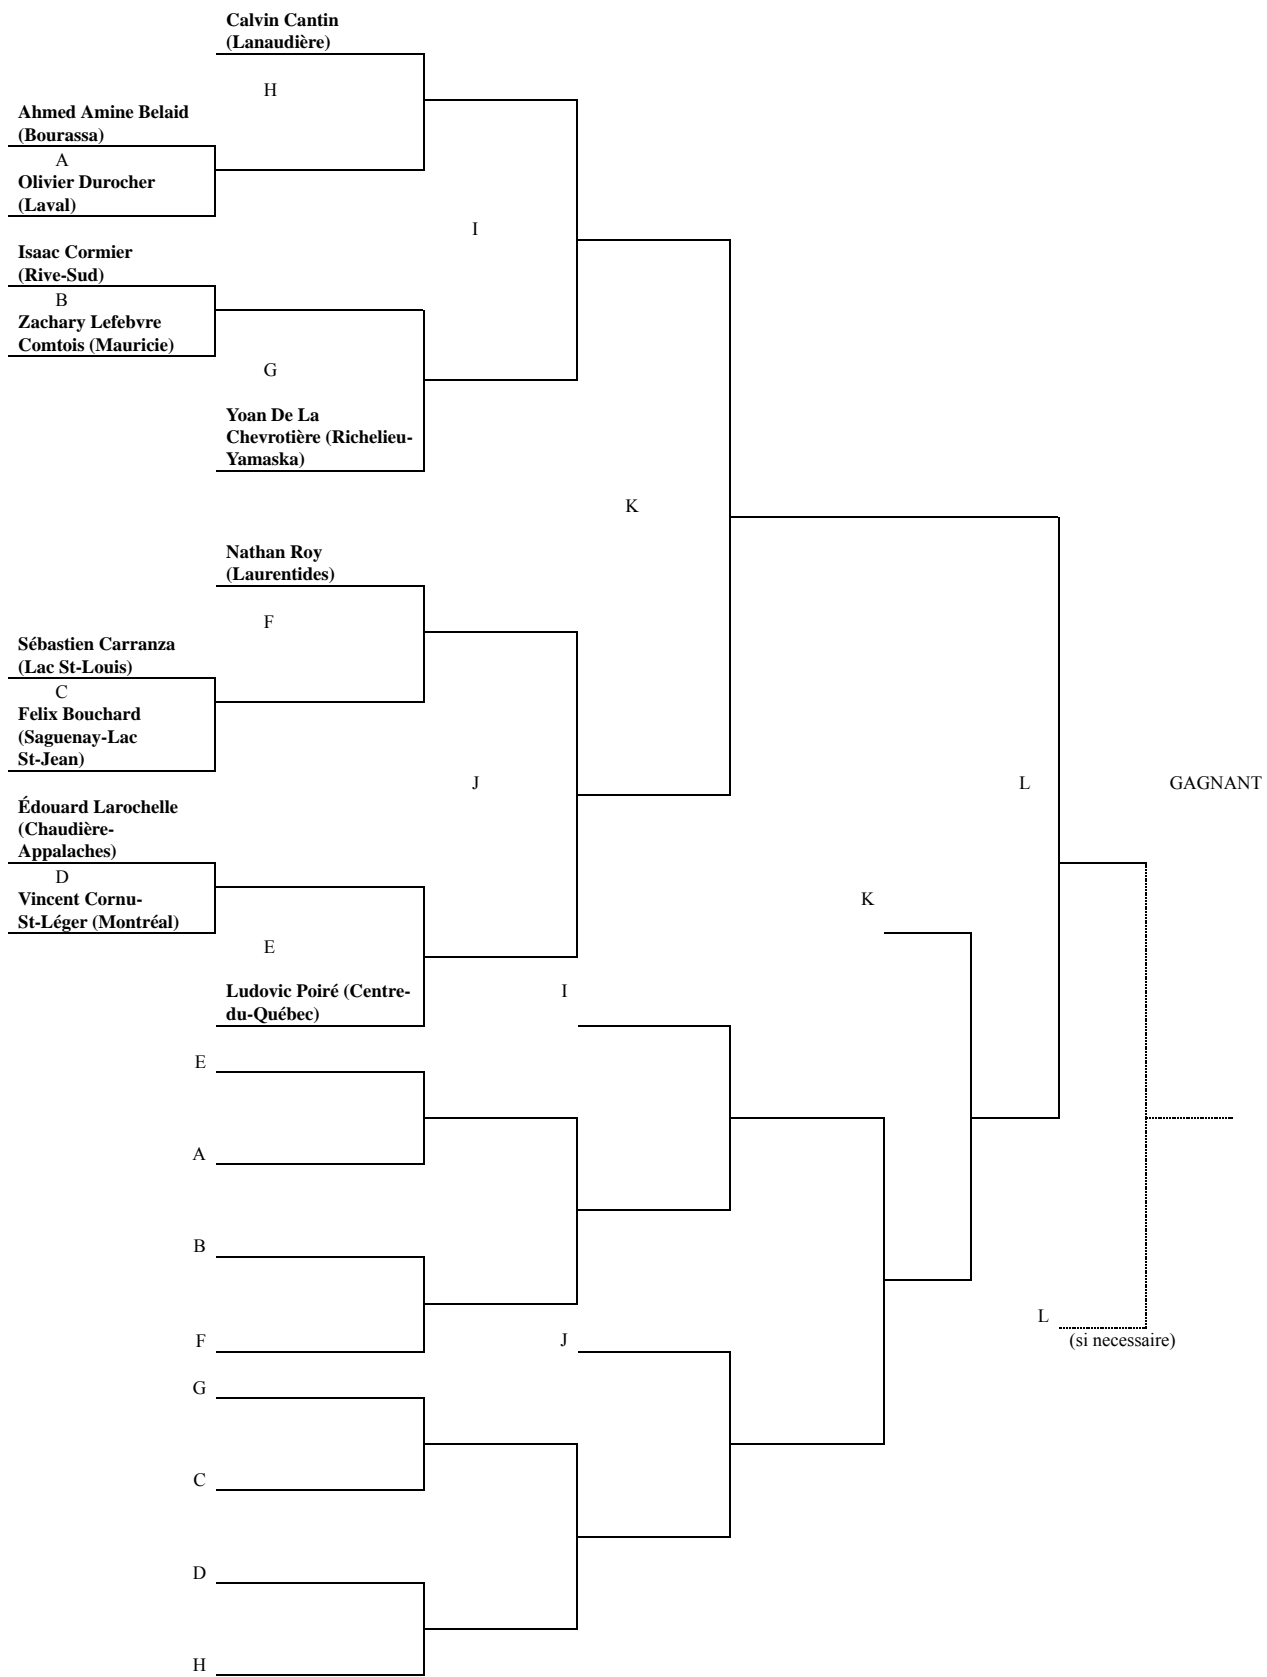 Calvin Cantin
(Lanaudière)
H
Ahmed Amine Belaid
(Bourassa)
A
Olivier Durocher
(Laval)
I
Isaac Cormier
(Rive-Sud)
B
Zachary Lefebvre
Comtois (Mauricie)
G
Yoan De La
Chevrotière (Richelieu-
Yamaska)
K
Nathan Roy
(Laurentides)
F
Sébastien Carranza
(Lac St-Louis)
C
Felix Bouchard
(Saguenay-Lac
St-Jean)
J
L
GAGNANT
Édouard Larochelle
(Chaudière-
Appalaches)
D
Vincent Cornu-
St-Léger (Montréal)
K
E
Ludovic Poiré (Centre-
du-Québec)
I
E
A
B
L
(si necessaire)
F
J
G
C
D
H